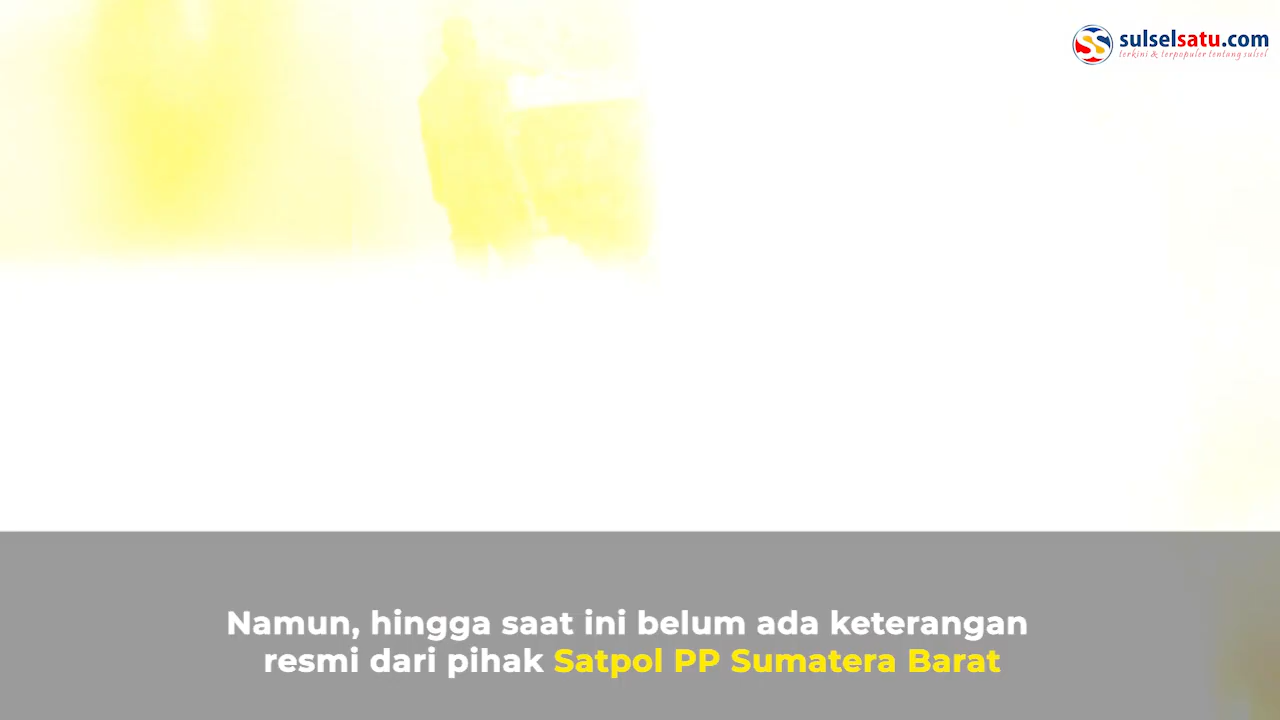 sulselsatu.com
terkini & terpopuler tentang sulsel
Namun, hingga saat ini belum ada keterangan
resmi dari pihak Satpol PP Sumatera Barat